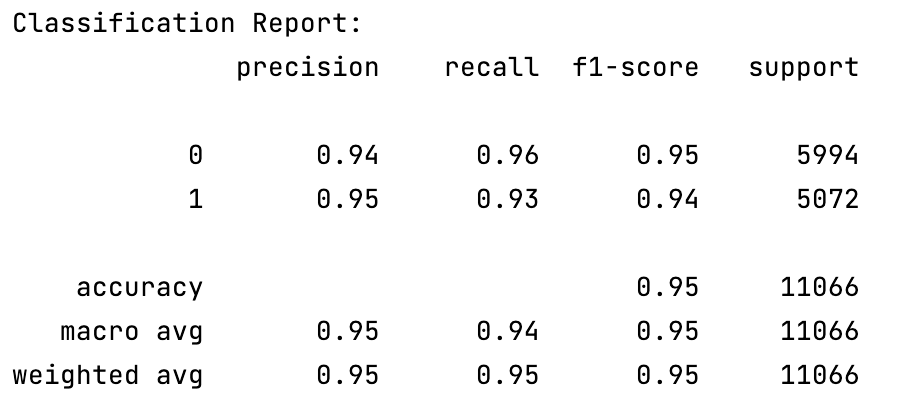 Classification Report:
precision recall f1-score support
0 0.94 0.96 0.95 5994
1 0.95 0.93 0.94 5072
accuracy 0.95 11066
macro avg 0.95 0.94 0.95 11066
weighted avg 0.95 0.95 0.95 11066